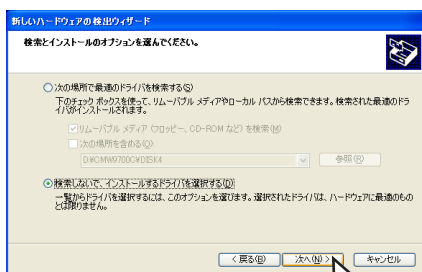 新しいハードウェアの検出ウィザード
検索とインストールのオプションを選んでください。
次の場所で最適のドライバを検索する(S)
下のチェック ボックスを使って、リムーバブル メディアやローカル パスから検索できます。検索された最適のドラ
イバがインストールされます。
リムーバブル メディア (フロッピー、CD-ROM など) を検索(M)
次の場所を含める(O)
D:¥CMW9700C¥DISK4
参照(R)
検索しないで、インストールするドライバを選択する(D)
一覧からドライバを選択するには、このオプションを選びます。選択されたドライバは、ハードウェアに最適のもの
とは限りません。
< 戻る(B)
次へ(N) >
キャンセル